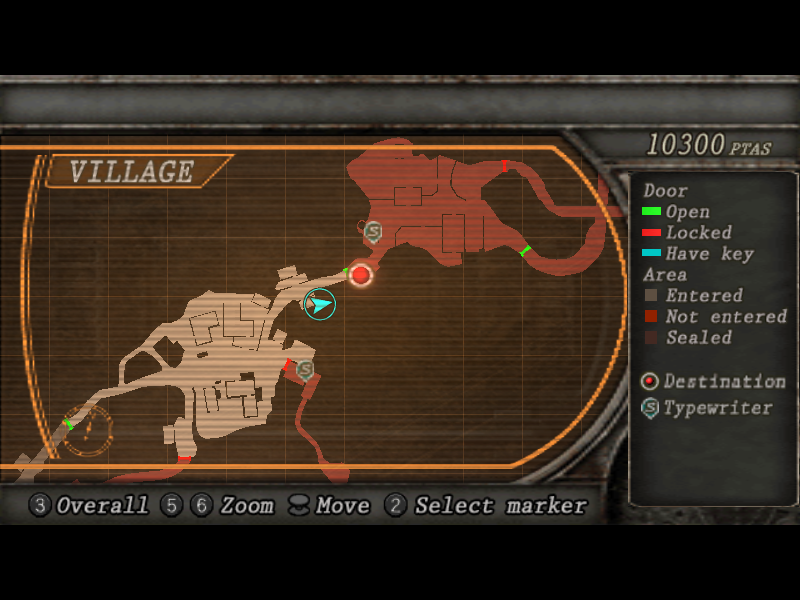 VILLAGE
10300 PTAS
Door
Open
Locked
Have key
Area
Entered
Not entered
Sealed
Destination
S Typewriter
S
S
3 Overall 5 6 Zoom Move 2 Select marker